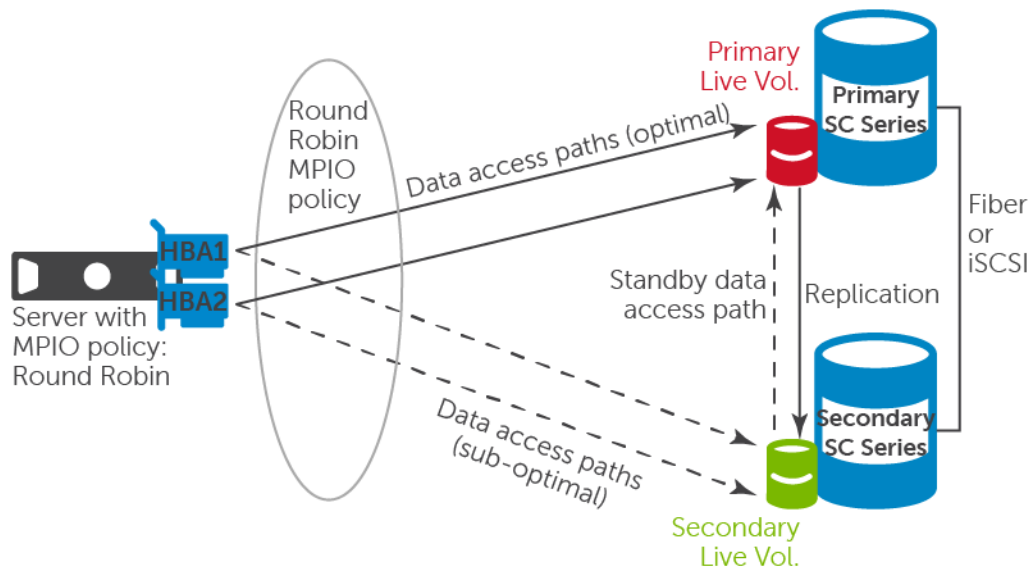 Primary
Live Vol.
Primary
SC Series
Round
Robin
MPIO
policy
Data access paths (optimal)
Fiber
or
iSCSI
HBA1
HBA2
Server with
MPIO policy:
Round Robin
Standby data
access path
Replication
Data access paths
(sub-optimal)
Secondary
SC Series
Secondary
Live Vol.